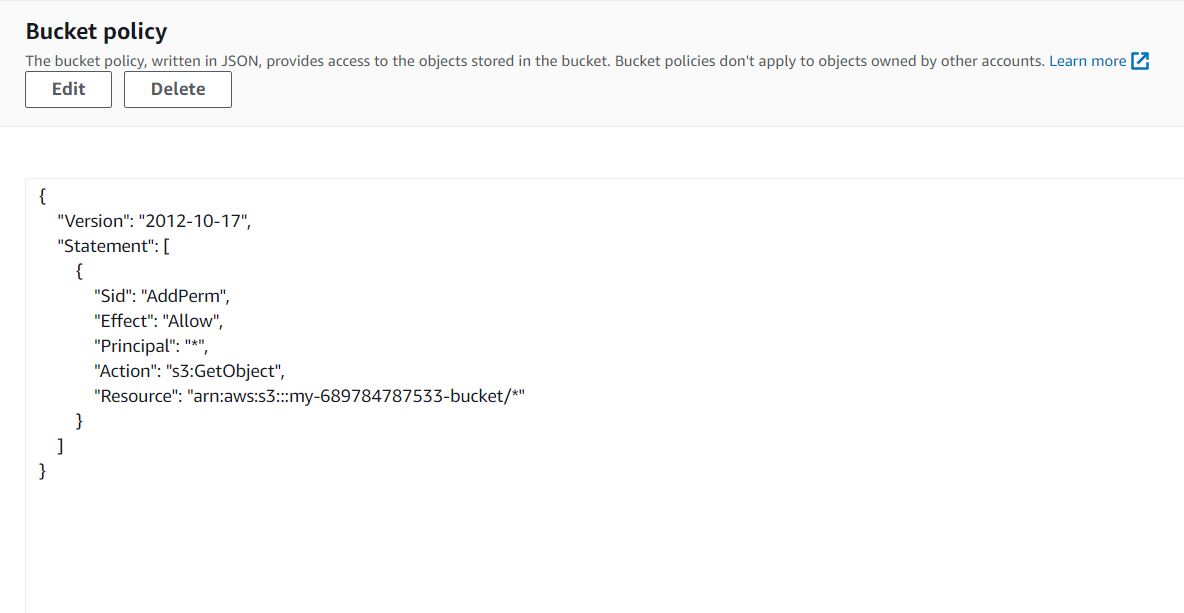 Bucket policy
The bucket policy, written in JSON, provides access to the objects stored in the bucket. Bucket policies don't apply to objects owned by other accounts. Learn more
Edit Delete
{
"Version": "2012-10-17",
"Statement": [
{
"Sid": "AddPerm",
"Effect": "Allow",
"Principal": "*",
"Action": "s3:GetObject",
"Resource": "arn:aws:s3:::my-689784787533-bucket/*"
}
]
}